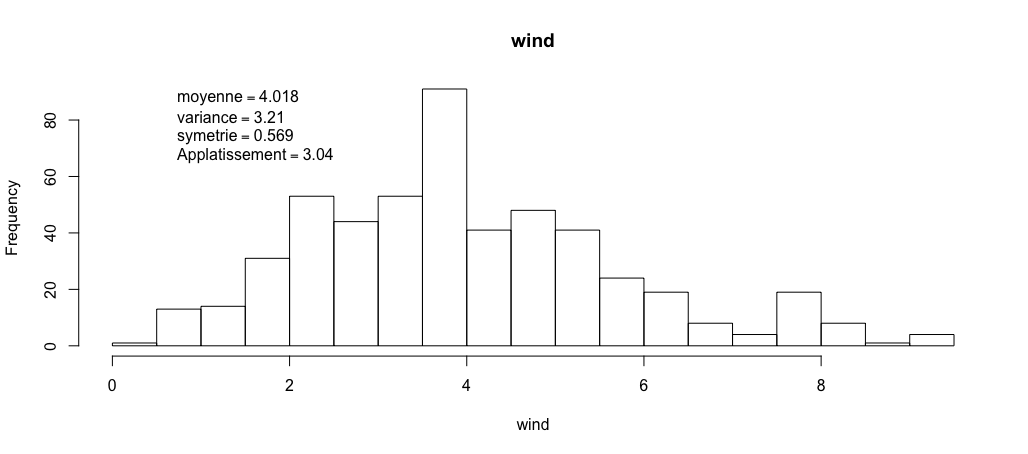 wind
moyenne = 4.018
variance = 3.21
symetrie = 0.569
Applatissement = 3.04
Frequency
80
60
40
20
0
0 2 4 6 8
wind